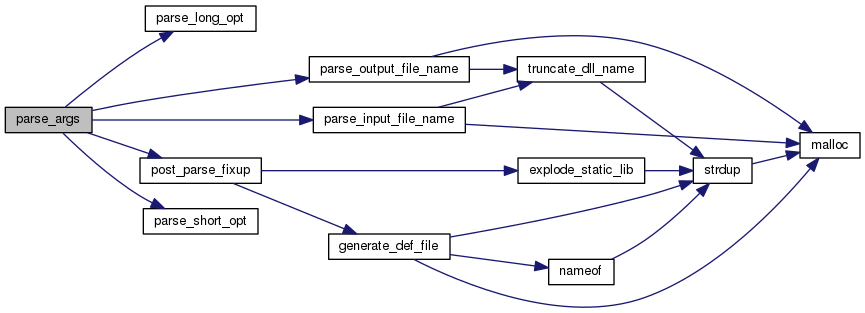 parse_long_opt
parse_output_file_name
truncate_dll_name
parse_args
parse_input_file_name
malloc
post_parse_fixup
explode_static_lib
strdup
parse_short_opt
generate_def_file
nameof